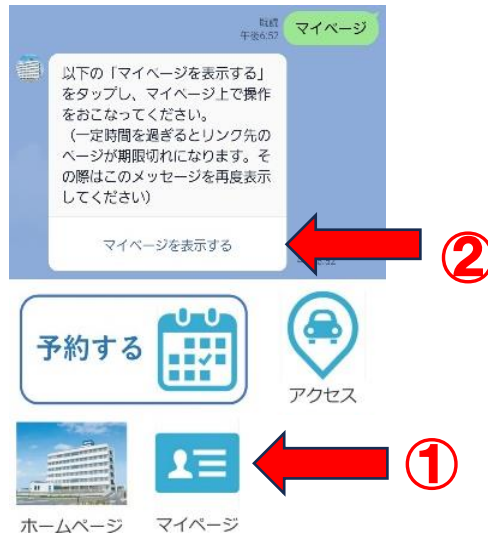 既読
午後6:52
マイページ
以下の「マイページを表示する」
をタップし、マイページ上で操作
をおこなってください。
（一定時間を過ぎるとリンク先の
ページが期限切れになります。そ
の際はこのメッセージを再度表示
してください）
マイページを表示する
②
予約する
アクセス
①
ホームページ
マイページ